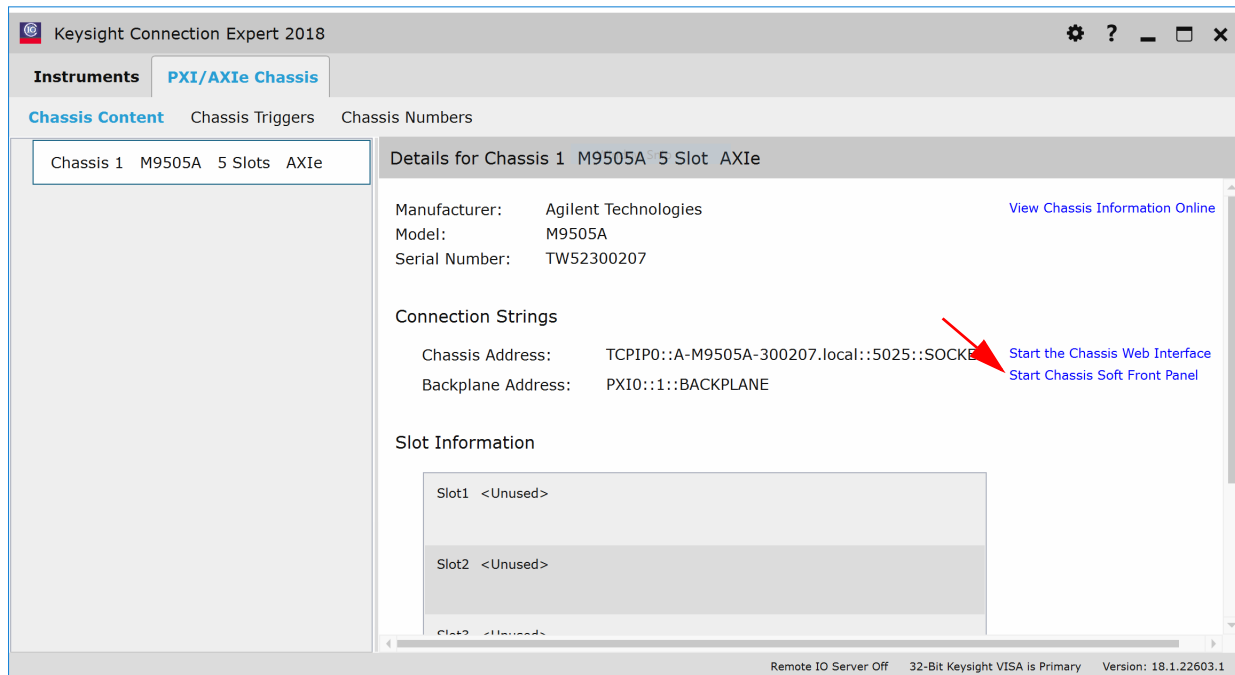 Keysight Connection Expert 2018
Instruments PXI/AXIe Chassis
Chassis Content Chassis Triggers Chassis Numbers
Chassis 1 M9505A 5 Slots AXIe
Details for Chassis 1 M9505A 5 Slot AXIe
Manufacturer: Agilent Technologies
View Chassis Information Online
Model: M9505A
Serial Number: TW52300207
Connection Strings
Chassis Address: TCPIP0::A-M9505A-300207.local::5025::SOCKE
Start the Chassis Web Interface
Start Chassis Soft Front Panel
Backplane Address: PXI0::1::BACKPLANE
Slot Information
Slot1 <Unused>
Slot2 <Unused>
Slot3 <Unused>
Remote IO Server Off 32-Bit Keysight VISA is Primary Version: 18.1.22603.1